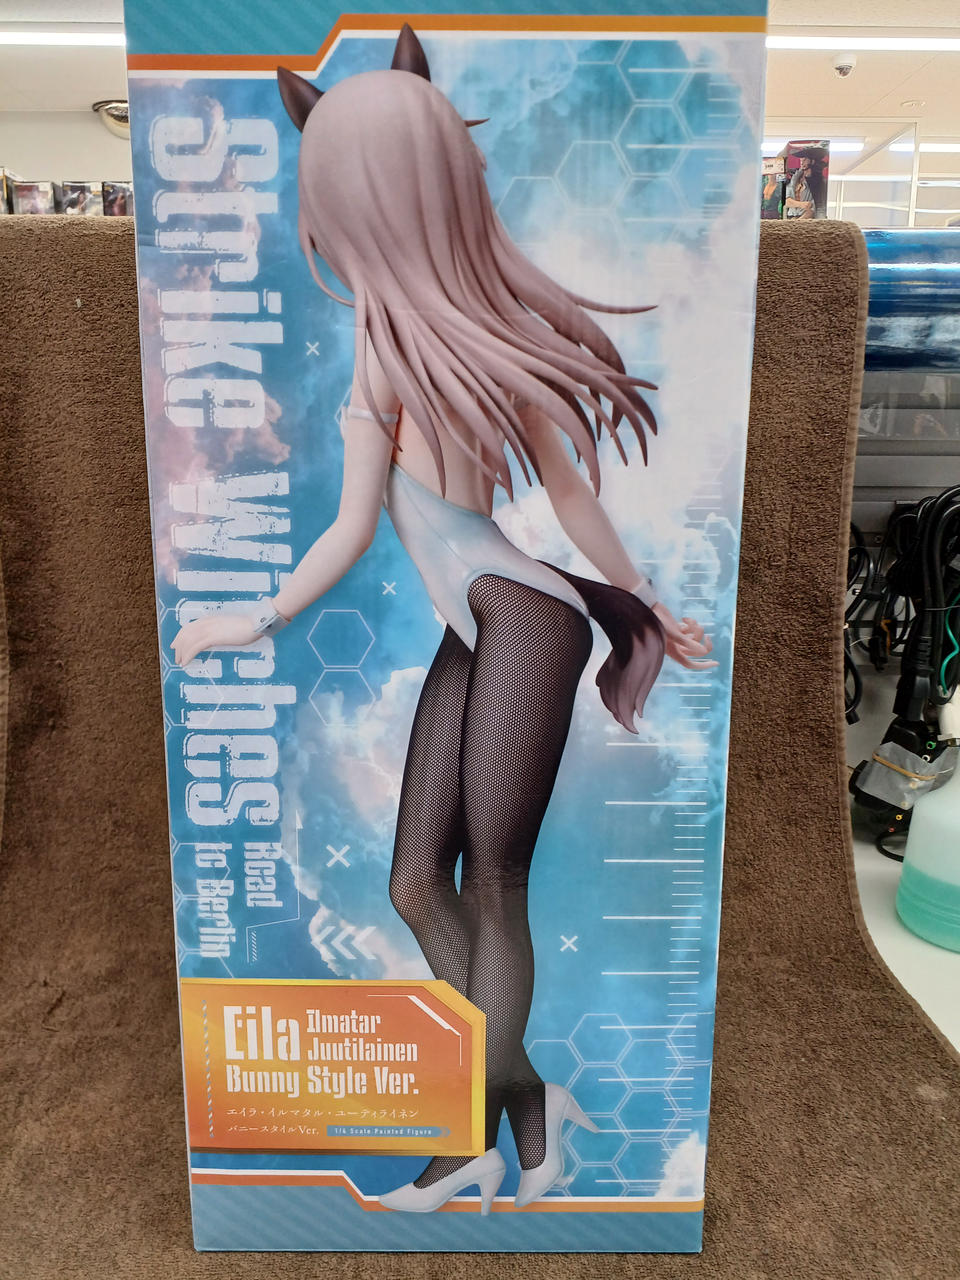 Strike Witches
Road
to Berlin
Eila Ilmatar
Juutilainen
Bunny Style Ver.
エイラ・イルマタル・ユーティライネン
バニースタイルVer. 1/4 Scale Painted Figure